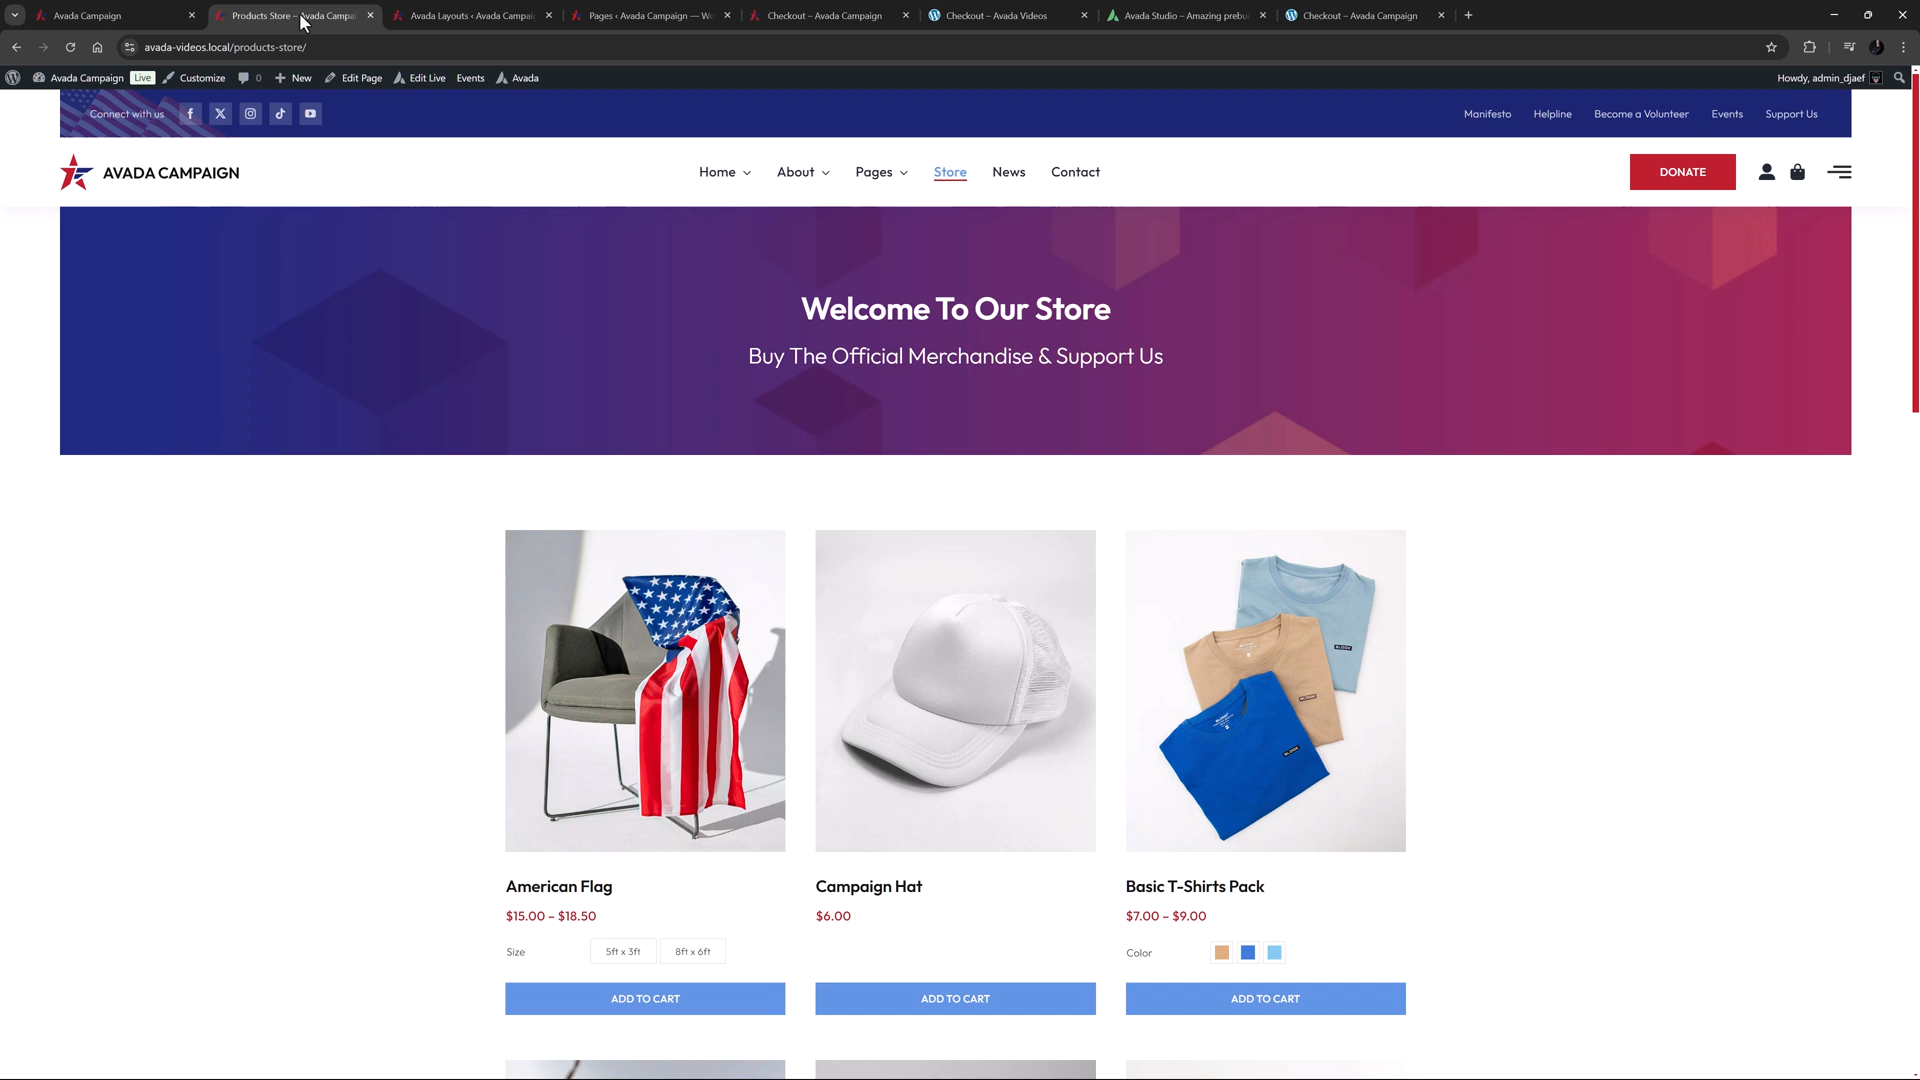 Avada Campaign
Products Store – Avada Campai
Avada Layouts ‹ Avada Campaig
Pages ‹ Avada Campaign — Wo
Checkout – Avada Campaign
Checkout – Avada Videos
Avada Studio – Amazing prebui
Checkout – Avada Campaign
avada-videos.local/products-store/
Avada Campaign Live Customize 0 New Edit Page Edit Live Events Avada
Howdy, admin_djaef
Connect with us
Manifesto Helpline Become a Volunteer Events Support Us
AVADA CAMPAIGN
Home About Pages Store News Contact
DONATE
Welcome To Our Store
Buy The Official Merchandise & Support Us
American Flag
$15.00 – $18.50
Size 5ft x 3ft 8ft x 6ft
ADD TO CART
Campaign Hat
$6.00
ADD TO CART
Basic T-Shirts Pack
$7.00 – $9.00
Color
ADD TO CART